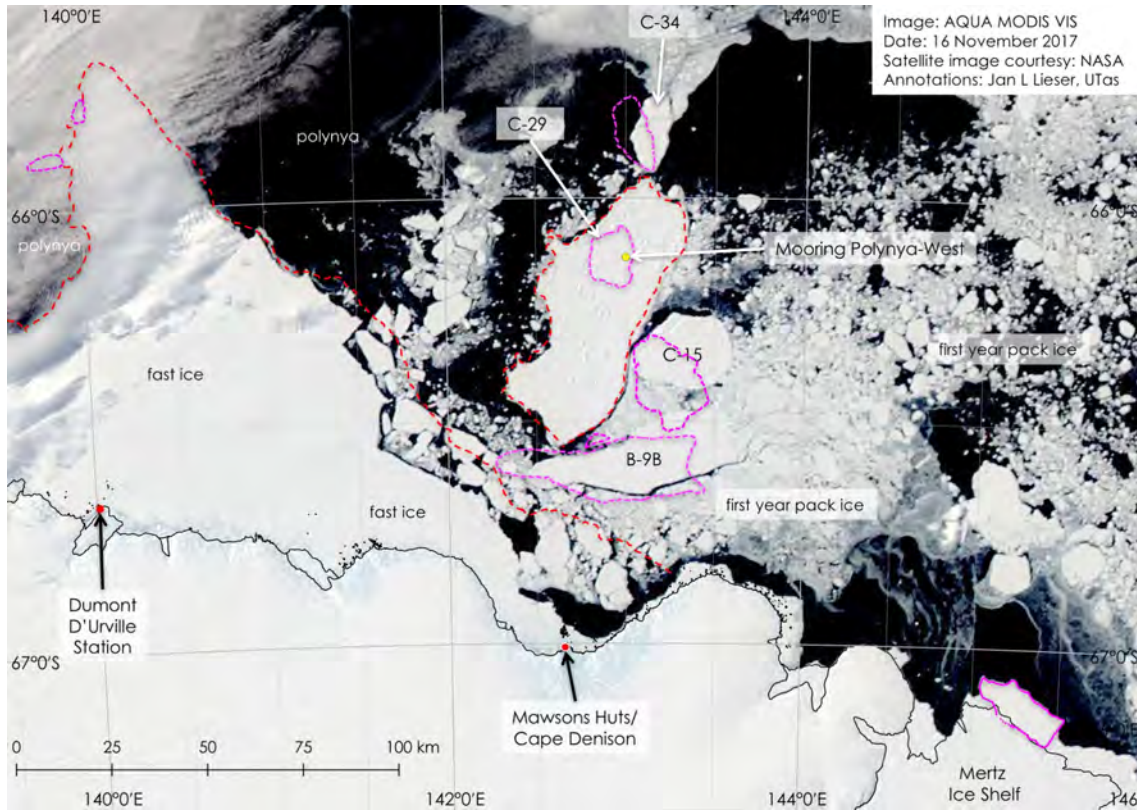 140°0'E
C-34
144°0'E
Image: AQUA MODIS VIS
Date: 16 November 2017
Satellite image courtesy: NASA
Annotations: Jan L Lieser, UTas
polynya
C-29
66°0'S
66°0'S
polynya
Mooring Polynya-West
C-15
first year pack ice
fast ice
B-9B
first year pack ice
fast ice
Dumont
D'Urville
Station
67°0'S
67°0'S
Mawsons Huts/
Cape Denison
0 25 50 75 100 km
Mertz
Ice Shelf
140°0'E
142°0'E
144°0'E